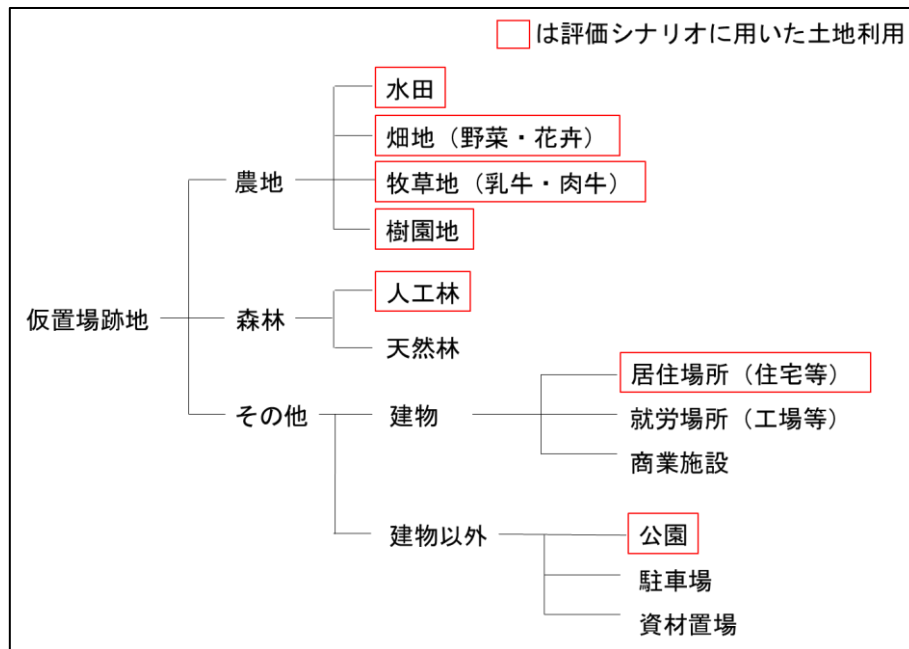 は評価シナリオに用いた土地利用
水田
畑地（野菜・花卉）
農地
牧草地（乳牛・肉牛）
樹園地
人工林
仮置場跡地
森林
天然林
居住場所（住宅等）
その他
建物
就労場所（工場等）
商業施設
建物以外
公園
駐車場
資材置場